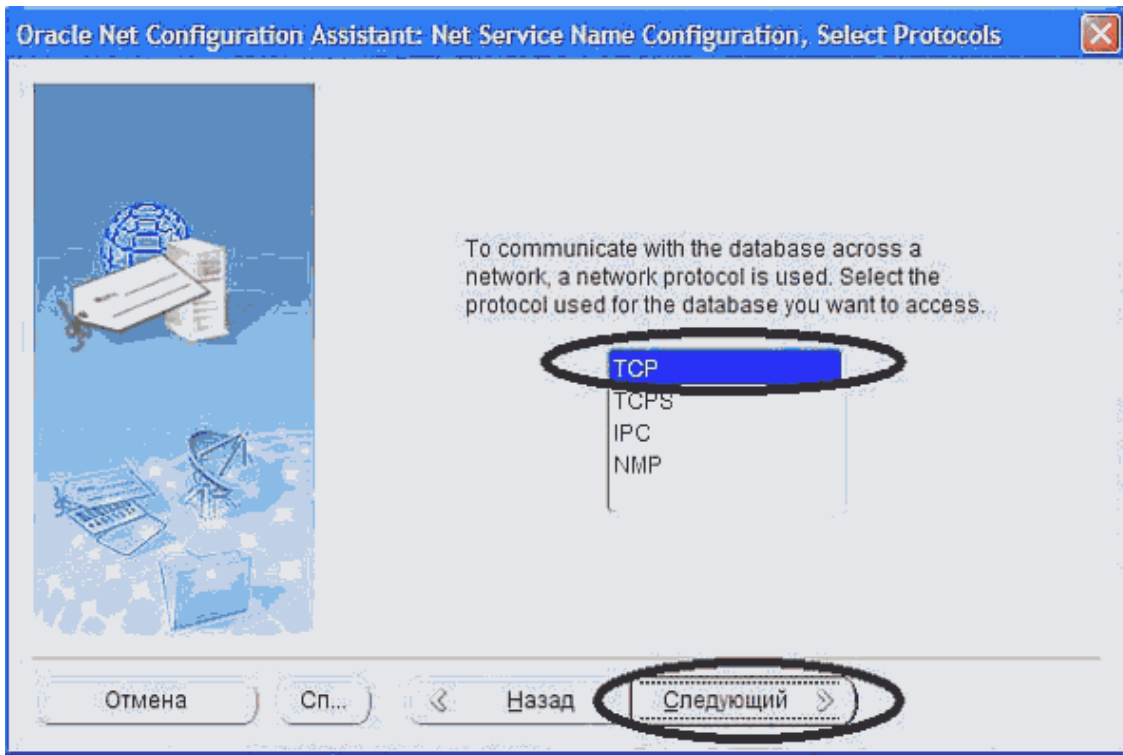 Oracle Net Configuration Assistant: Net Service Name Configuration, Select Protocols
To communicate with the database across a
network, a network protocol is used. Select the
protocol used for the database you want to access.
TCP
TCPS
IPC
NMP
Отмена Сп... Назад Следующий